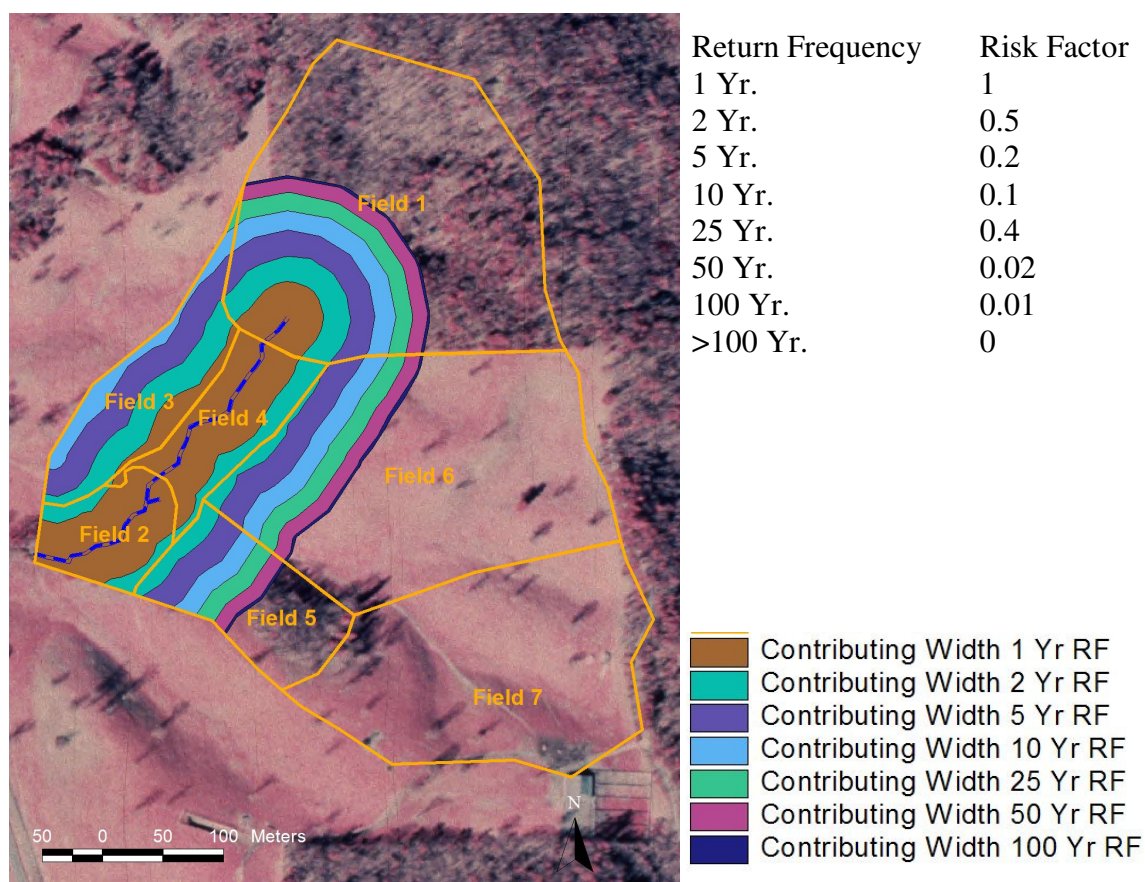 Return Frequency Risk Factor
1 Yr. 1
2 Yr. 0.5
5 Yr. 0.2
10 Yr. 0.1
25 Yr. 0.4
50 Yr. 0.02
100 Yr. 0.01
>100 Yr. 0
Field 1
Field 3
Field 4
Field 6
Field 2
Field 5
Field 7
N
50 0 50 100 Meters
Contributing Width 1 Yr RF
Contributing Width 2 Yr RF
Contributing Width 5 Yr RF
Contributing Width 10 Yr RF
Contributing Width 25 Yr RF
Contributing Width 50 Yr RF
Contributing Width 100 Yr RF